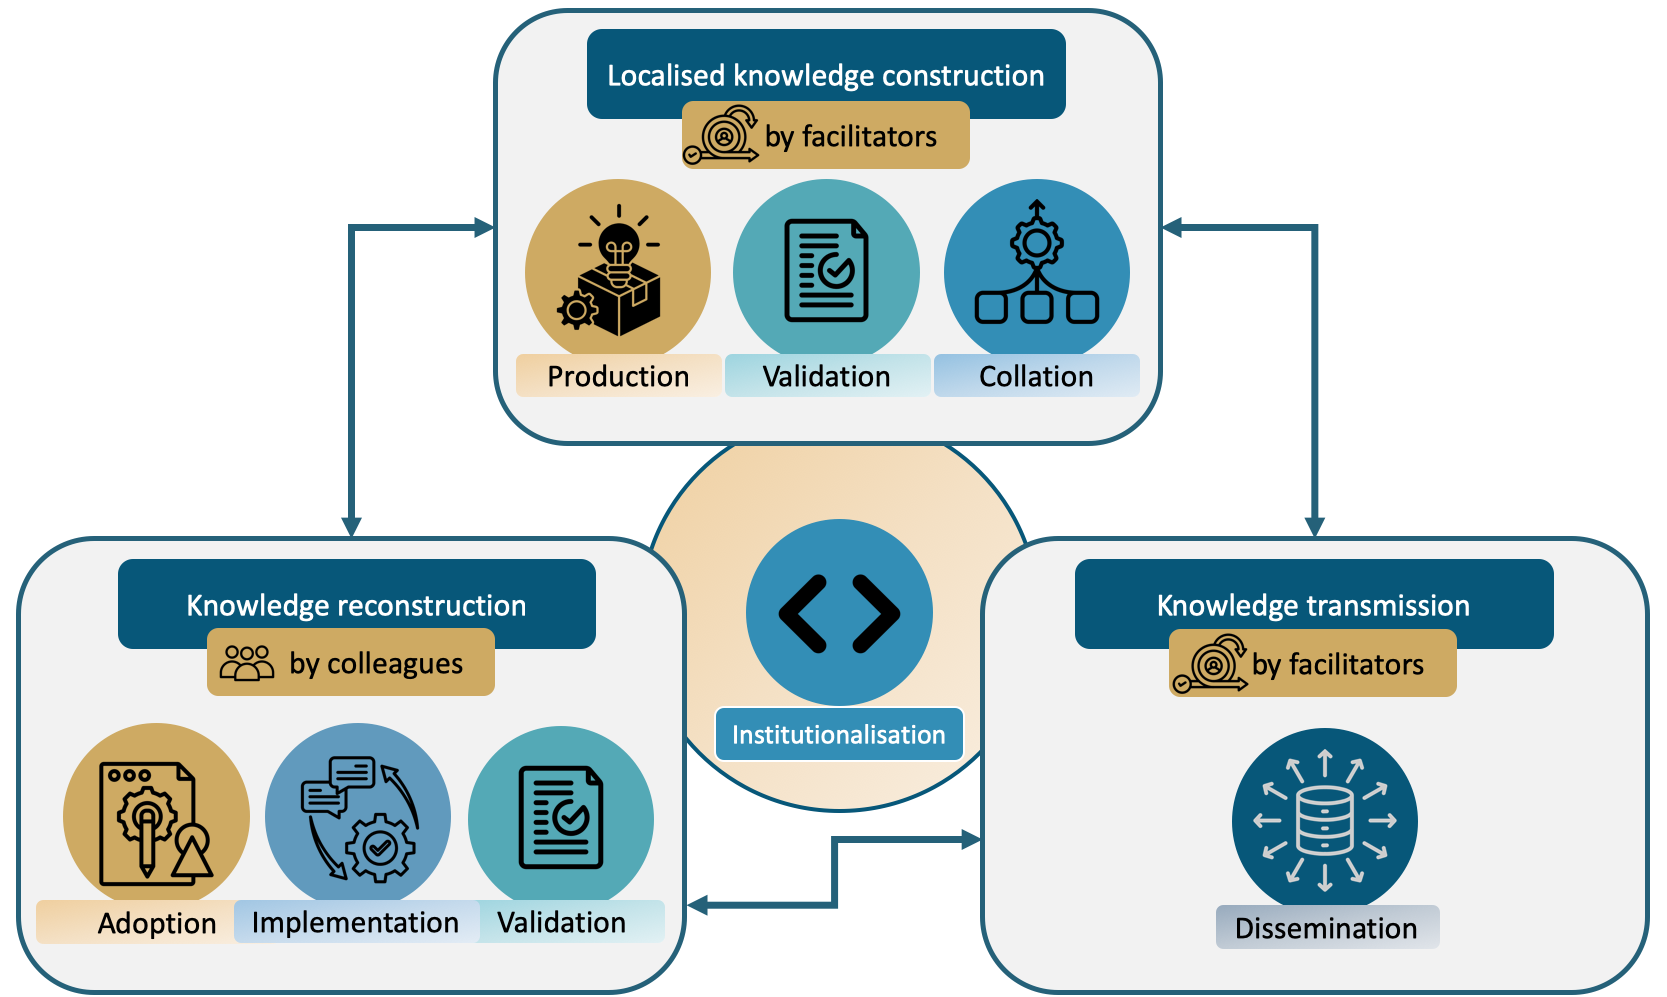 Localised knowledge construction
by facilitators
Production
Validation
Collation
Knowledge reconstruction
by colleagues
Adoption
Implementation
Validation
Institutionalisation
Knowledge transmission
by facilitators
Dissemination